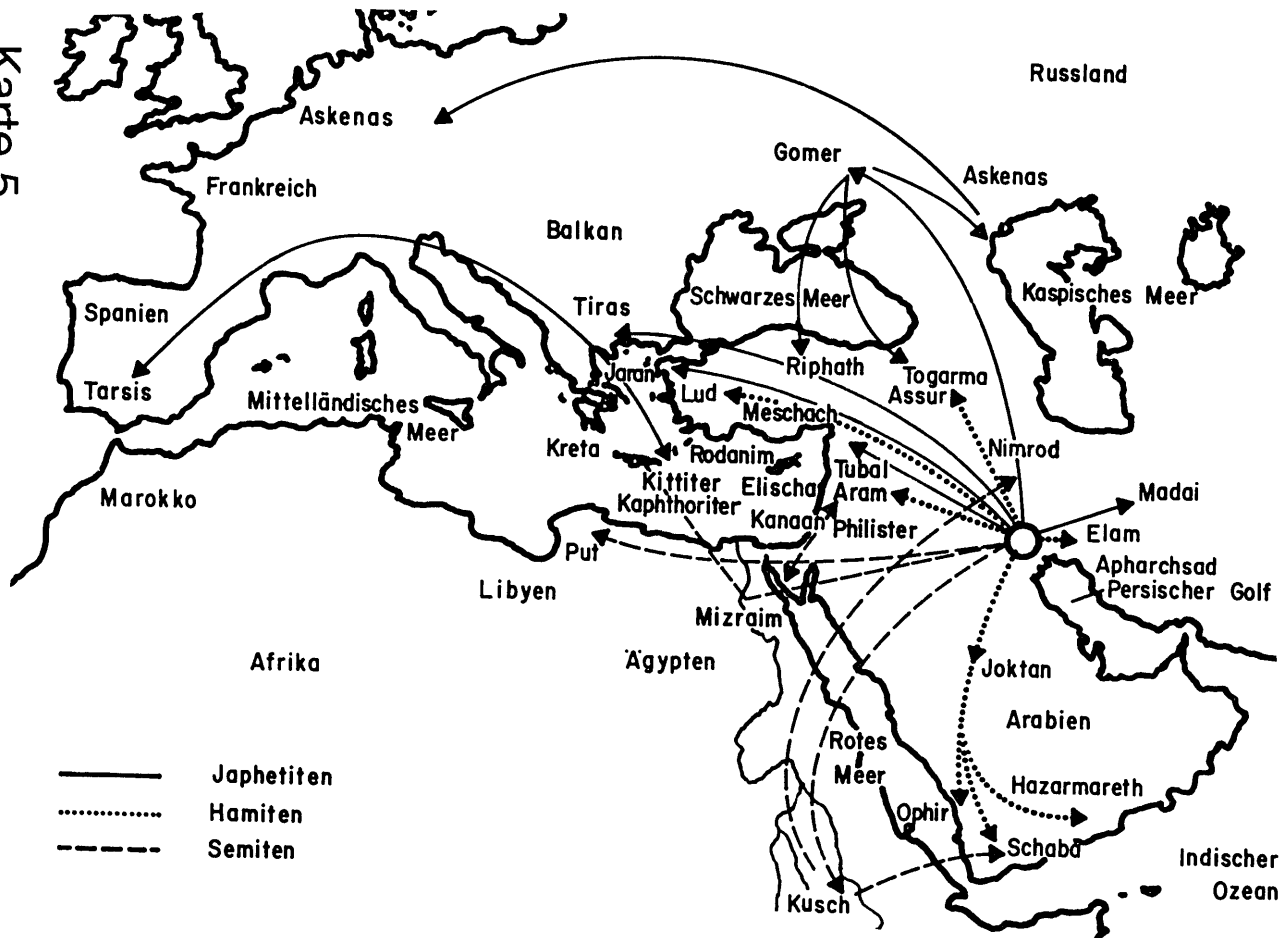 Karte 5
Russland
Askenas
Gomer
Askenas
Frankreich
Balkan
Spanien
Tiras
Schwarzes Meer
Kaspisches Meer
Tarsis
Jaran
Riphath
Togarma
Assur
Lud
Meschach
Mittelländisches
Meer
Kreta
Rodanim
Nimrod
Tubal
Kittiter
Elischa
Aram
Kaphthoriter
Marokko
Madai
Kanaan
Philister
Elam
Put
Apharchsad
Persischer Golf
Libyen
Mizraim
Afrika
Ägypten
Joktan
Arabien
Rotes
Meer
Hazarmareth
Ophir
Schaba
Kusch
Indischer
Ozean
Japhetiten
Hamiten
Semiten